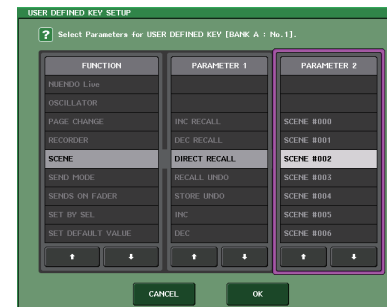 USER DEFINED KEY SETUP
? Select Parameters for USER DEFINED KEY [BANK A : No.1].
FUNCTION
NUENDO Live
OSCILLATOR
PAGE CHANGE
RECORDER
SCENE
SEND MODE
SENDS ON FADER
SET BY SEL
SET DEFAULT VALUE
PARAMETER 1
INC RECALL
DEC RECALL
DIRECT RECALL
RECALL UNDO
STORE UNDO
INC
DEC
PARAMETER 2
SCENE #000
SCENE #001
SCENE #002
SCENE #003
SCENE #004
SCENE #005
SCENE #006
CANCEL
OK